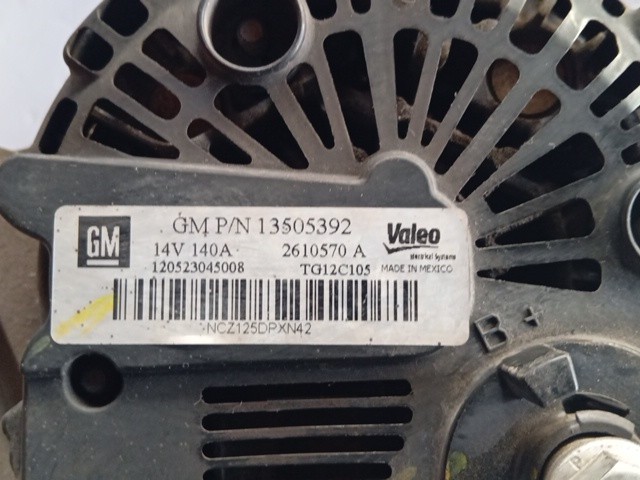 GM
GM P/N 13505392
14V 140A 2610570 A
120523045008 TG12C105
Valeo
electrical systems
MADE IN MEXICO
NCZ125DPXN42
B +
P